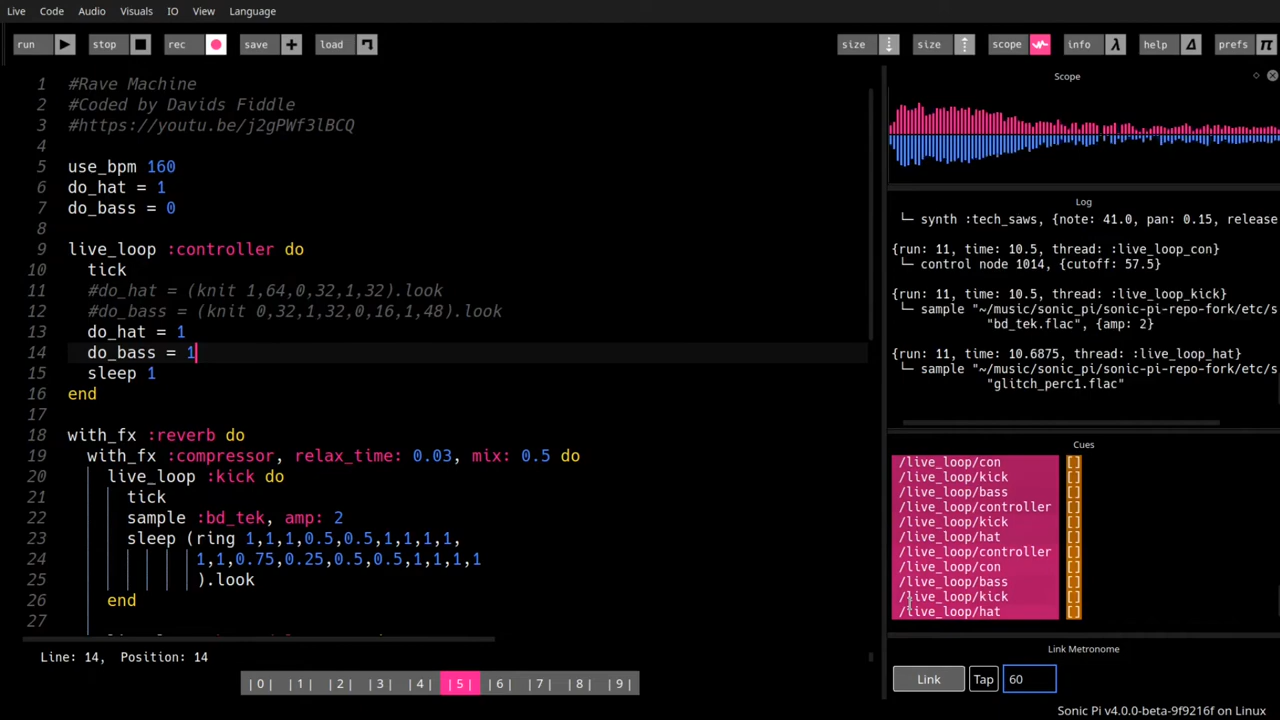 Live Code Audio Visuals IO View Language
run stop rec save + load size size scope info λ help Δ prefs π
1 #Rave Machine
2 #Coded by Davids Fiddle
3 #https://youtu.be/j2gPWf3lBCQ
4
5 use_bpm 160
6 do_hat = 1
7 do_bass = 0
8
9 live_loop :controller do
10 tick
11 #do_hat = (knit 1,64,0,32,1,32).look
12 #do_bass = (knit 0,32,1,32,0,16,1,48).look
13 do_hat = 1
14 do_bass = 1
15 sleep 1
16 end
17
18 with_fx :reverb do
19 with_fx :compressor, relax_time: 0.03, mix: 0.5 do
20 live_loop :kick do
21 tick
22 sample :bd_tek, amp: 2
23 sleep (ring 1,1,1,0.5,0.5,1,1,1,1,
24 1,1,0.75,0.25,0.5,0.5,1,1,1,1
25 ).look
26 end
27
Line: 14, Position: 14
|0| |1| |2| |3| |4| |5| |6| |7| |8| |9|
Scope
Log
└─ synth :tech_saws, {note: 41.0, pan: 0.15, release
{run: 11, time: 10.5, thread: :live_loop_con}
└─ control node 1014, {cutoff: 57.5}
{run: 11, time: 10.5, thread: :live_loop_kick}
└─ sample "~/music/sonic_pi/sonic-pi-repo-fork/etc/s
"bd_tek.flac", {amp: 2}
{run: 11, time: 10.6875, thread: :live_loop_hat}
└─ sample "~/music/sonic_pi/sonic-pi-repo-fork/etc/s
"glitch_perc1.flac"
Cues
/live_loop/con []
/live_loop/kick []
/live_loop/bass []
/live_loop/controller []
/live_loop/kick []
/live_loop/hat []
/live_loop/controller []
/live_loop/con []
/live_loop/bass []
/live_loop/kick []
/live_loop/hat []
Link Metronome
Link Tap 60
Sonic Pi v4.0.0-beta-9f9216f on Linux